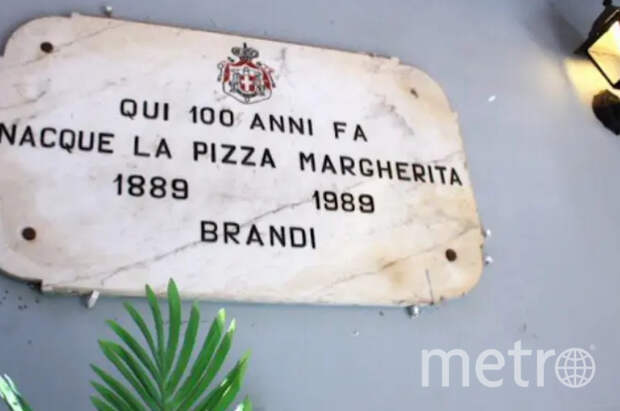 QUI 100 ANNI FA
NACQUE LA PIZZA MARGHERITA
1889 1989
BRANDI
metro